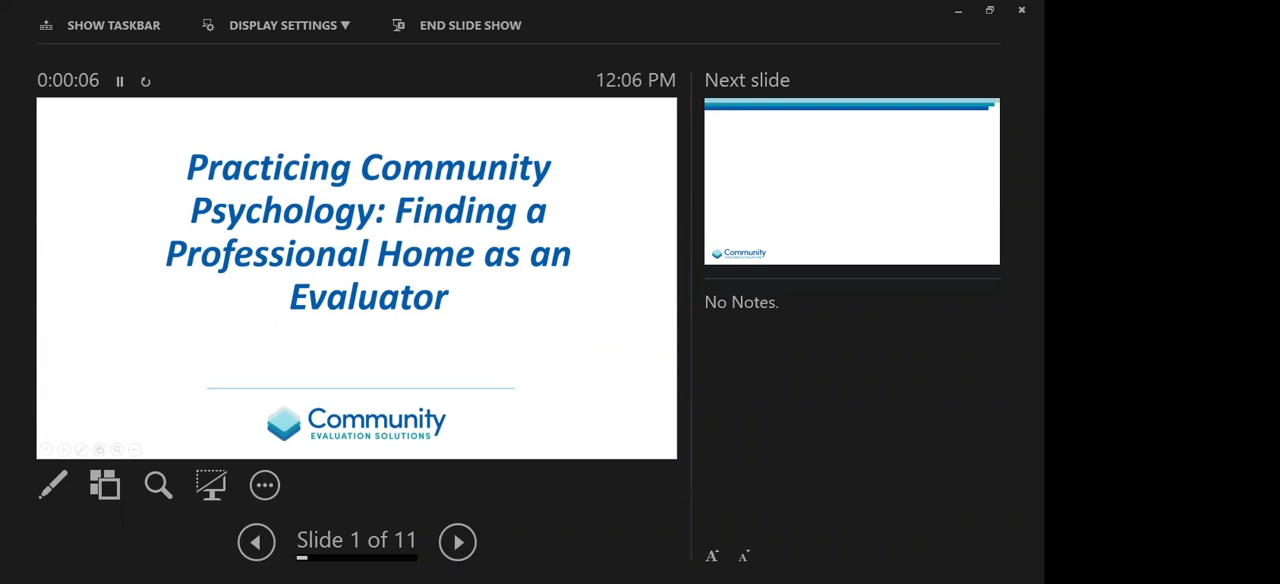 SHOW TASKBAR DISPLAY SETTINGS ▼ END SLIDE SHOW
0:00:06 12:06 PM
Practicing Community
Psychology: Finding a
Professional Home as an
Evaluator
Community
EVALUATION SOLUTIONS
Slide 1 of 11
Next slide
Community
No Notes.
A A